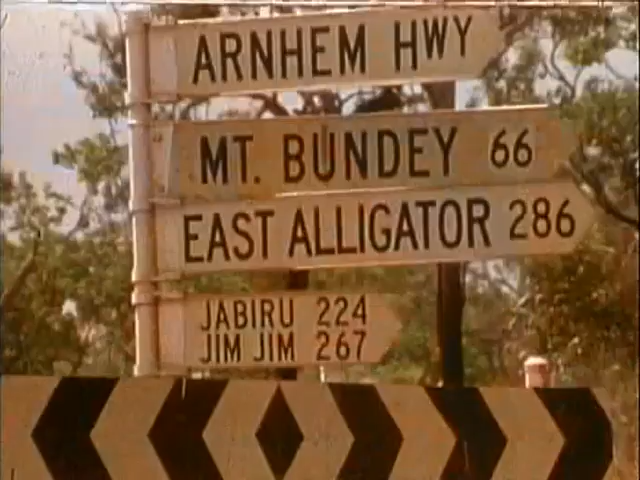 ARNHEM HWY
MT. BUNDEY 66
EAST ALLIGATOR 286
JABIRU 224
JIM JIM 267